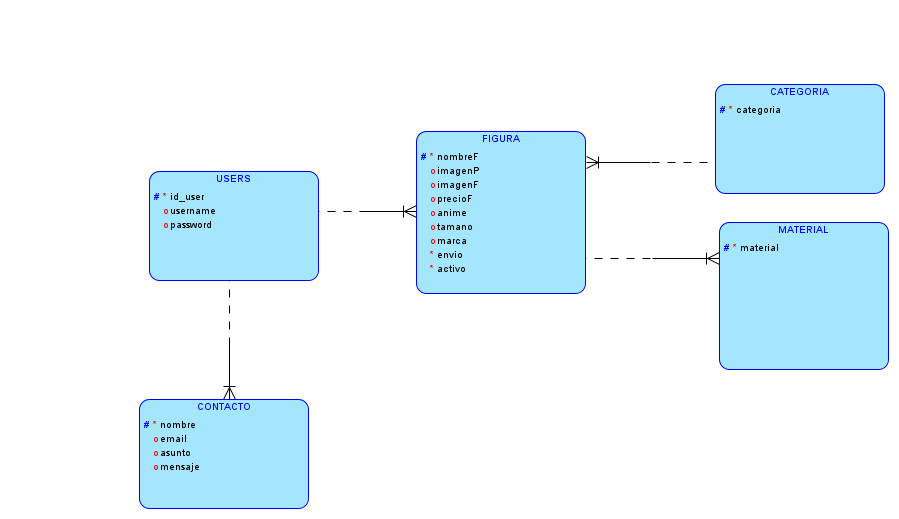 CATEGORIA
# * categoria
FIGURA
# * nombreF
o imagenP
o imagenF
o precioF
o anime
o tamano
o marca
* envio
* activo
USERS
# * id_user
o username
o password
MATERIAL
# * material
CONTACTO
# * nombre
o email
o asunto
o mensaje